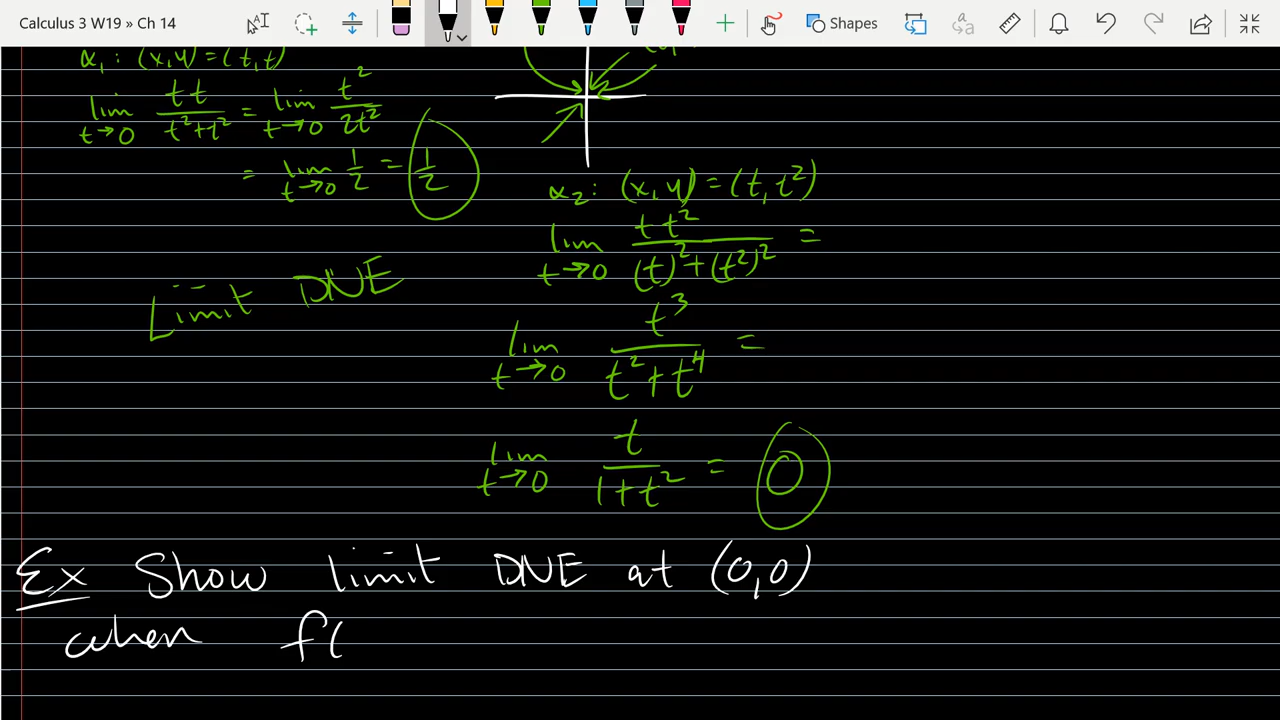 Calculus 3 W19 » Ch 14
Shapes
α₁: (x,y) = (t,t)
lim t→0 t t / t²+t² = lim t→0 t² / 2t²
= lim t→0 1/2 = 1/2
α₂: (x,y) = (t, t²)
lim t→0 t t² / (t)² + (t²)² =
Limit DNE
lim t→0 t³ / t² + t⁴ =
lim t→0 t / 1 + t² = 0
Ex Show limit DNE at (0,0)
when f(